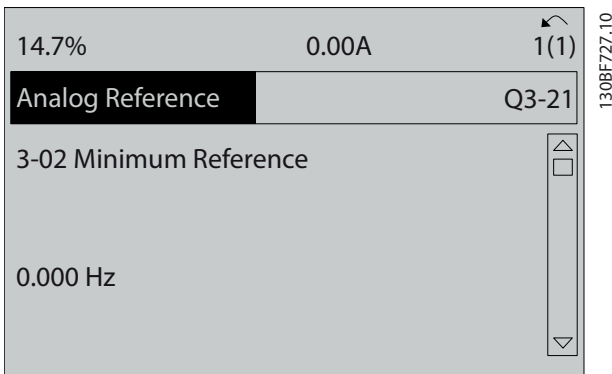 14.7% 0.00A 1(1)
Analog Reference Q3-21
3-02 Minimum Reference
0.000 Hz
130BF727.10